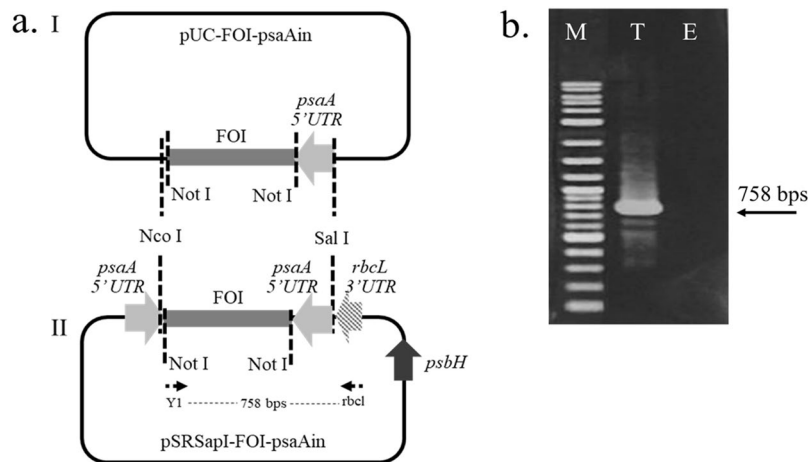 a.
I
pUC-FOI-psaAin
psaA
5'UTR
FOI
Not I
Not I
Nco I
Sal I
psaA
5'UTR
FOI
psaA
5'UTR
rbcL
3'UTR
II
Not I
Not I
psbH
Y1
758 bps
rbcl
pSRSapI-FOI-psaAin
b.
M T E
758 bps